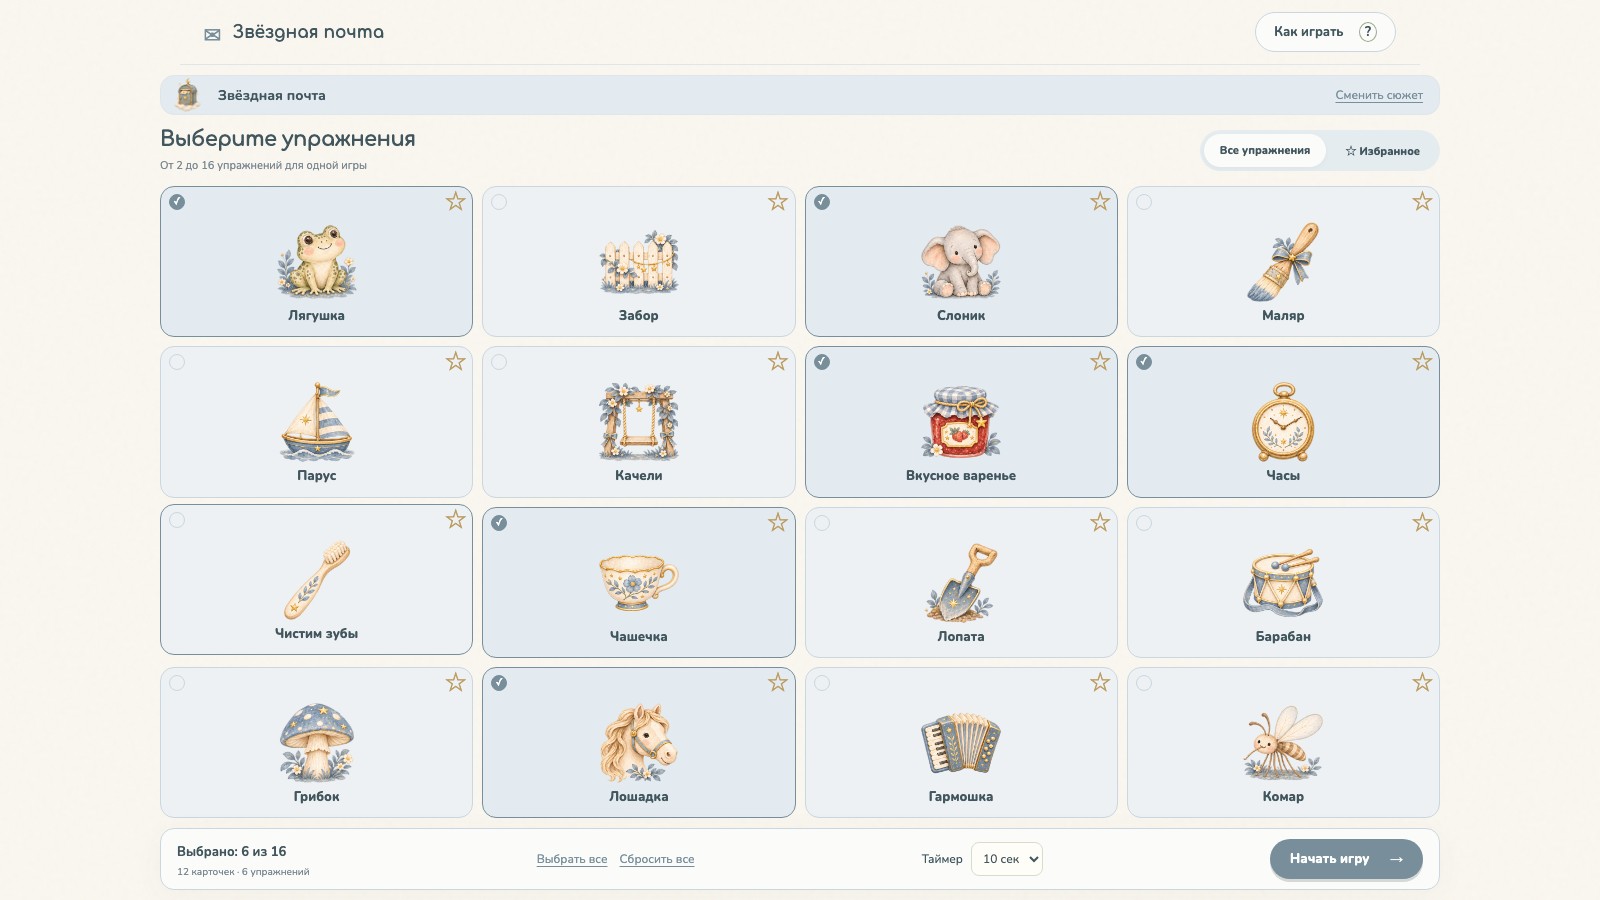 Звёздная почта
Как играть ?
Звёздная почта
Сменить сюжет
Выберите упражнения
От 2 до 16 упражнений для одной игры
Все упражнения
☆ Избранное
Лягушка
Забор
Слоник
Маляр
Парус
Качели
Вкусное варенье
Часы
Чистим зубы
Чашечка
Лопата
Барабан
Грибок
Лошадка
Гармошка
Комар
Выбрано: 6 из 16
12 карточек · 6 упражнений
Выбрать все
Сбросить все
Таймер
10 сек
Начать игру →